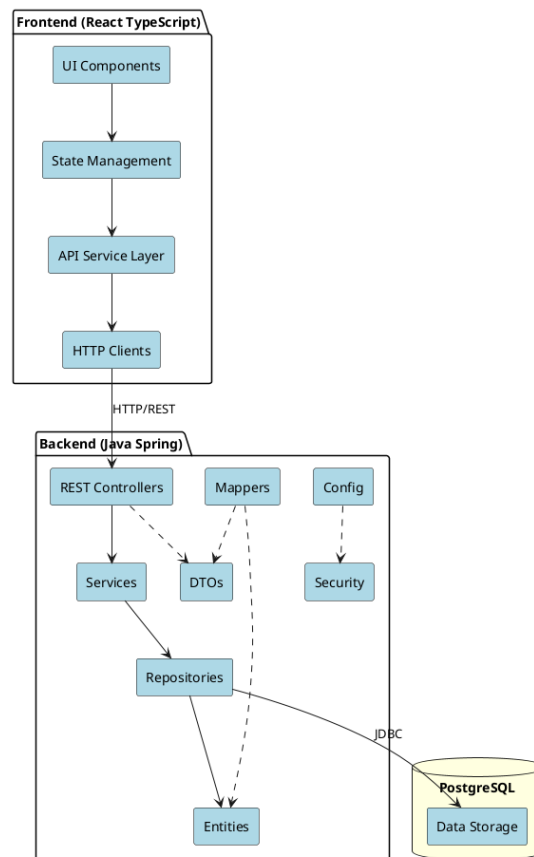 Frontend (React TypeScript)
UI Components
State Management
API Service Layer
HTTP Clients
HTTP/REST
Backend (Java Spring)
REST Controllers
Mappers
Config
Services
DTOs
Security
Repositories
JDBC
PostgreSQL
Entities
Data Storage